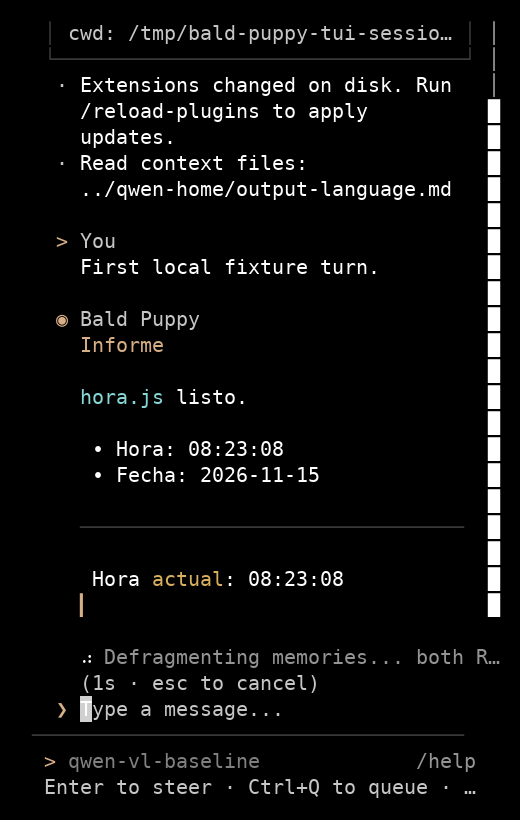 cwd: /tmp/bald-puppy-tui-sessio…
· Extensions changed on disk. Run
/reload-plugins to apply
updates.
· Read context files:
../qwen-home/output-language.md
> You
First local fixture turn.
◉ Bald Puppy
Informe
hora.js listo.
• Hora: 08:23:08
• Fecha: 2026-11-15
Hora actual: 08:23:08
Defragmenting memories... both R…
(1s · esc to cancel)
❯ Type a message...
> qwen-vl-baseline /help
Enter to steer · Ctrl+Q to queue · …